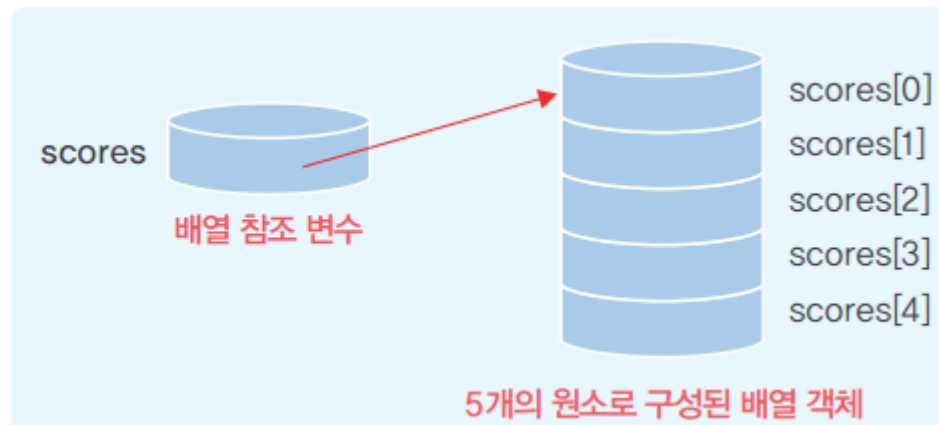 scores
배열 참조 변수
scores[0]
scores[1]
scores[2]
scores[3]
scores[4]
5개의 원소로 구성된 배열 객체